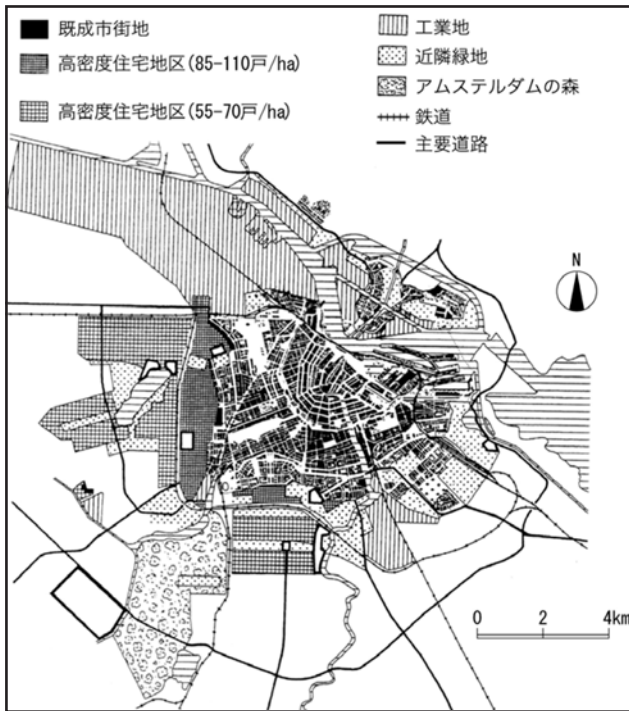 既成市街地
高密度住宅地区(85-110戸/ha)
高密度住宅地区(55-70戸/ha)
工業地
近隣緑地
アムステルダムの森
鉄道
主要道路
N
0 2 4km